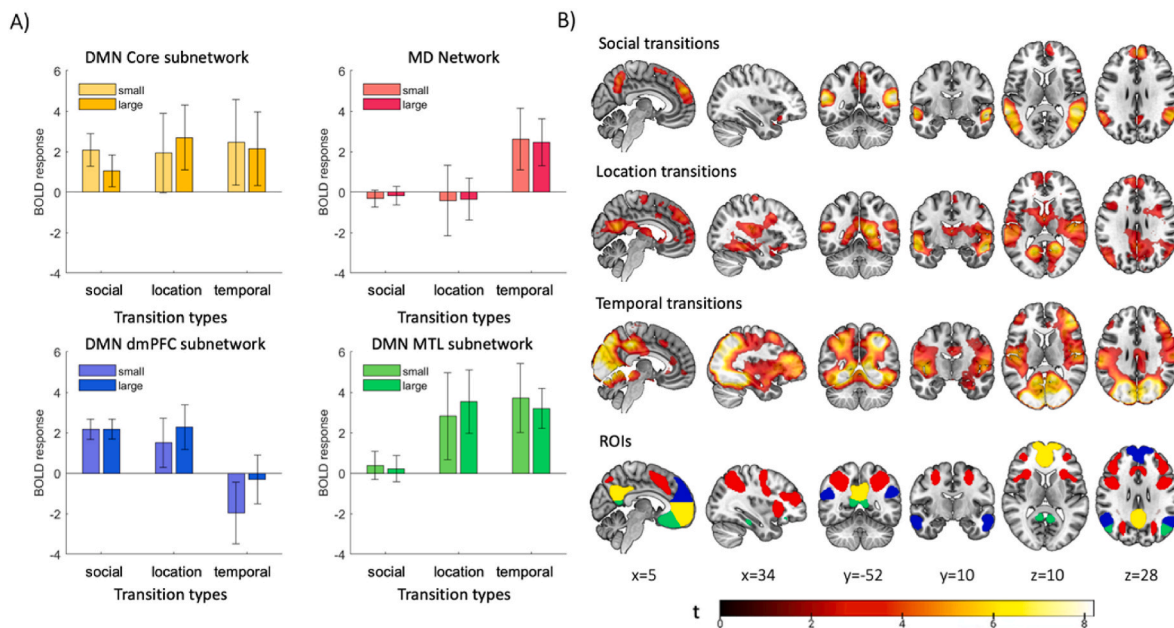 A)
DMN Core subnetwork
6
4
2
0
-2
-4
BOLD response
small
large
social location temporal
Transition types
MD Network
6
4
2
0
-2
-4
BOLD response
small
large
social location temporal
Transition types
DMN dmPFC subnetwork
6
4
2
0
-2
-4
BOLD response
small
large
social location temporal
Transition types
DMN MTL subnetwork
6
4
2
0
-2
-4
BOLD response
small
large
social location temporal
Transition types
B)
Social transitions
Location transitions
Temporal transitions
ROIs
x=5 x=34 y=-52 y=10 z=10 z=28
t
0 2 4 6 8